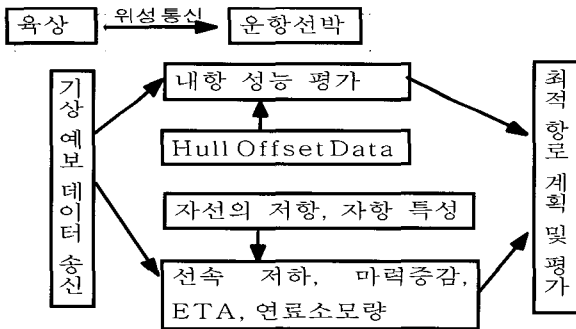 육상
위성통신
운항선박
기상 예보 데이터 송신
내항 성능 평가
Hull Offset Data
자선의 저항, 자항 특성
선속 저하, 마력증감,
ETA, 연료소모량
최적 항로 계획 및 평가